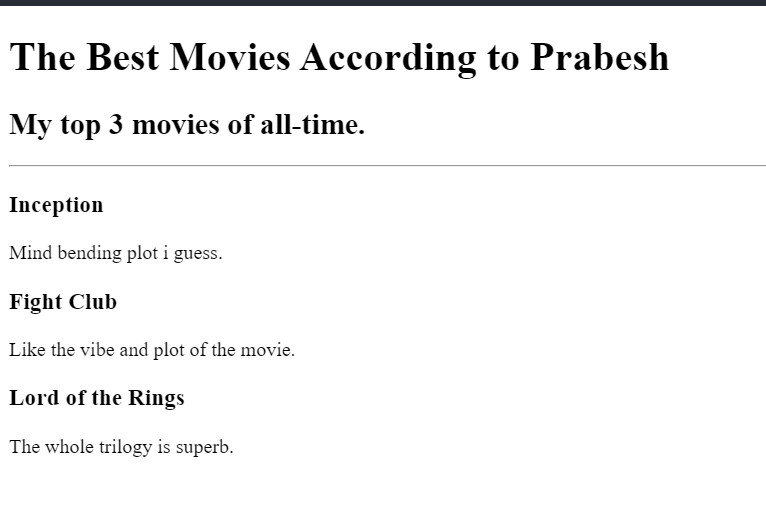 The Best Movies According to Prabesh
My top 3 movies of all-time.
Inception
Mind bending plot i guess.
Fight Club
Like the vibe and plot of the movie.
Lord of the Rings
The whole trilogy is superb.